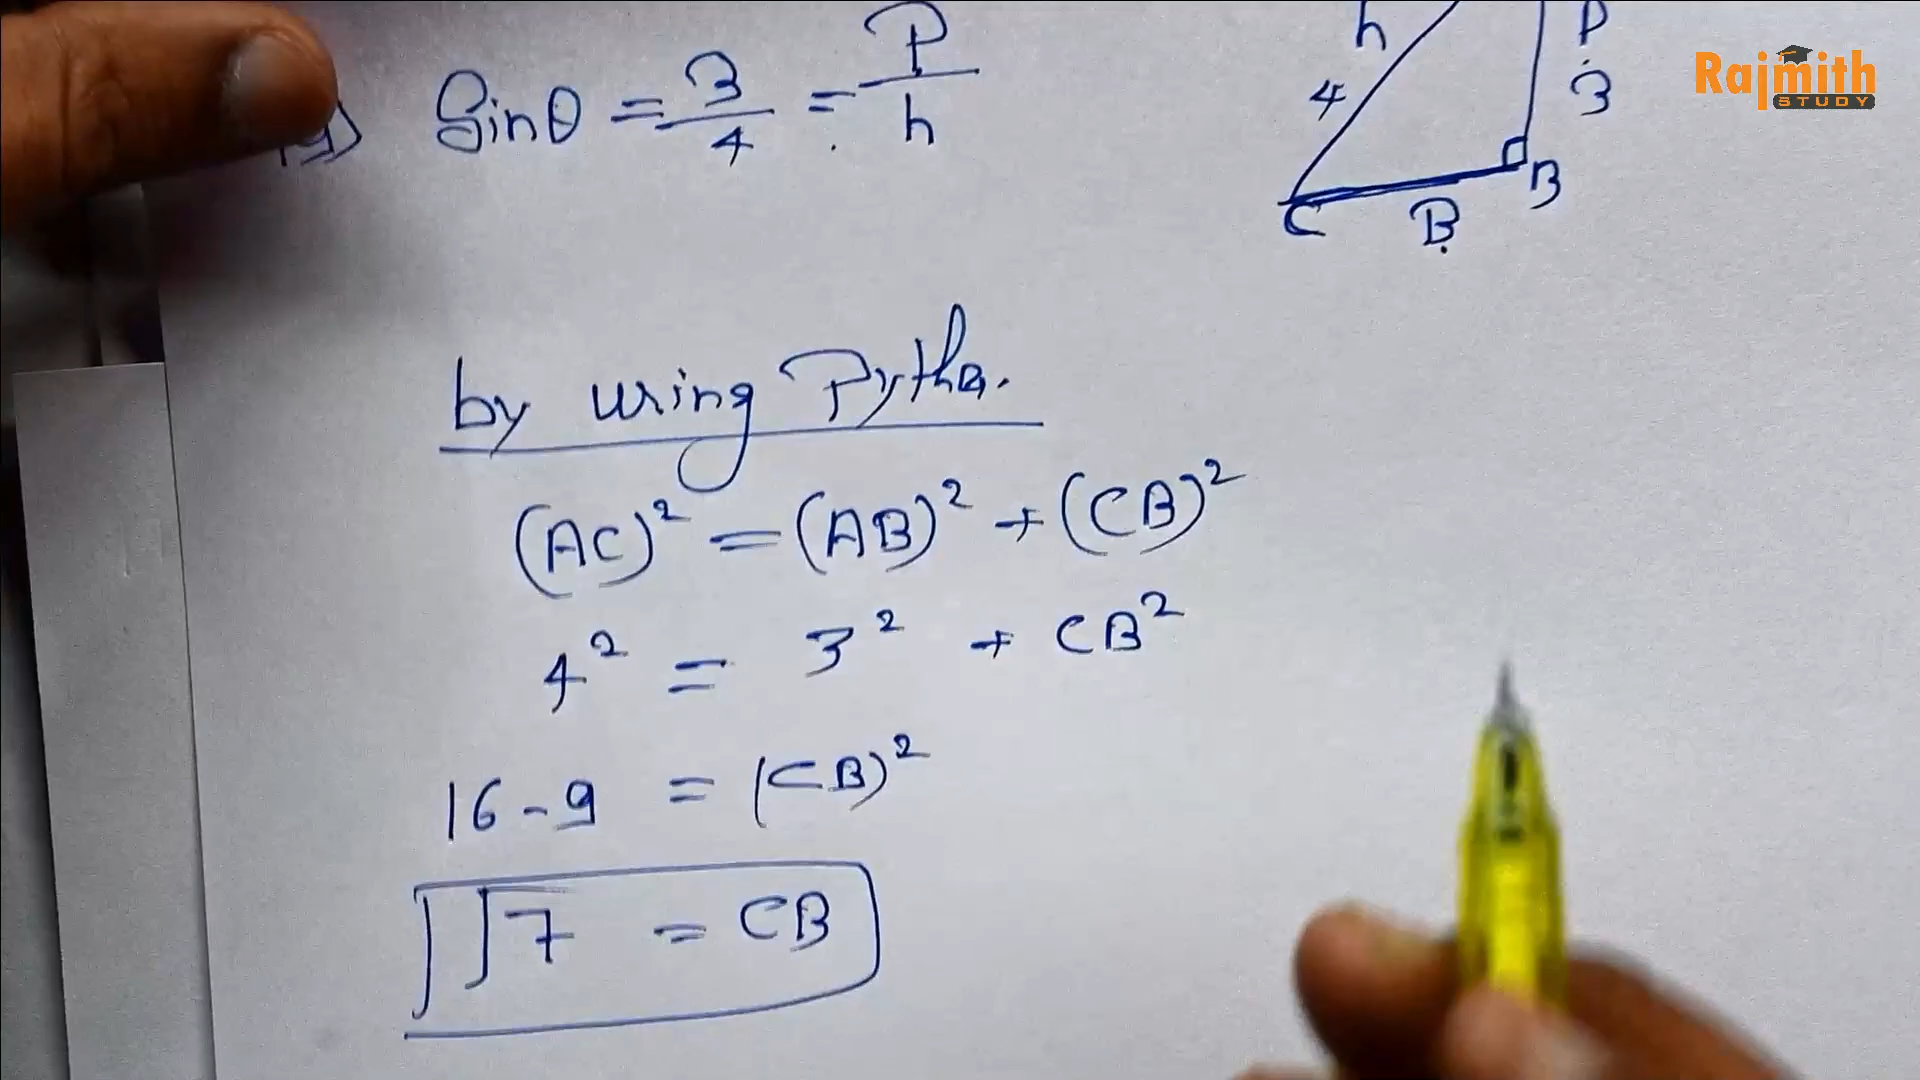 Sinθ = 3/4 = P/h
h
P
4
3
B
C
B
Rajmith
STUDY
by using Pytha.
(AC)² = (AB)² + (CB)²
4² = 3² + CB²
16 - 9 = (CB)²
√7 = CB